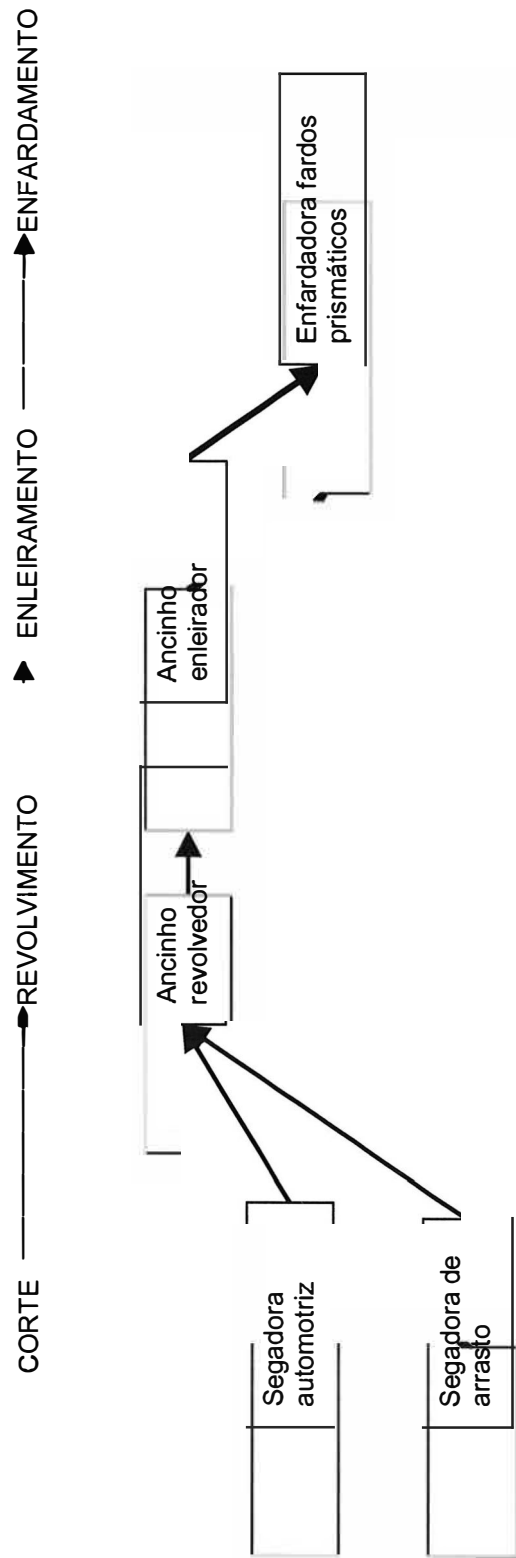 CORTE REVOLVIMENTO ENLEIRAMENTO ENFARDAMENTO
Segadora
automotriz
Segadora de
arrasto
Ancinho
revolvedor
Ancinho
enleirador
Enfardadora fardos
prismáticos